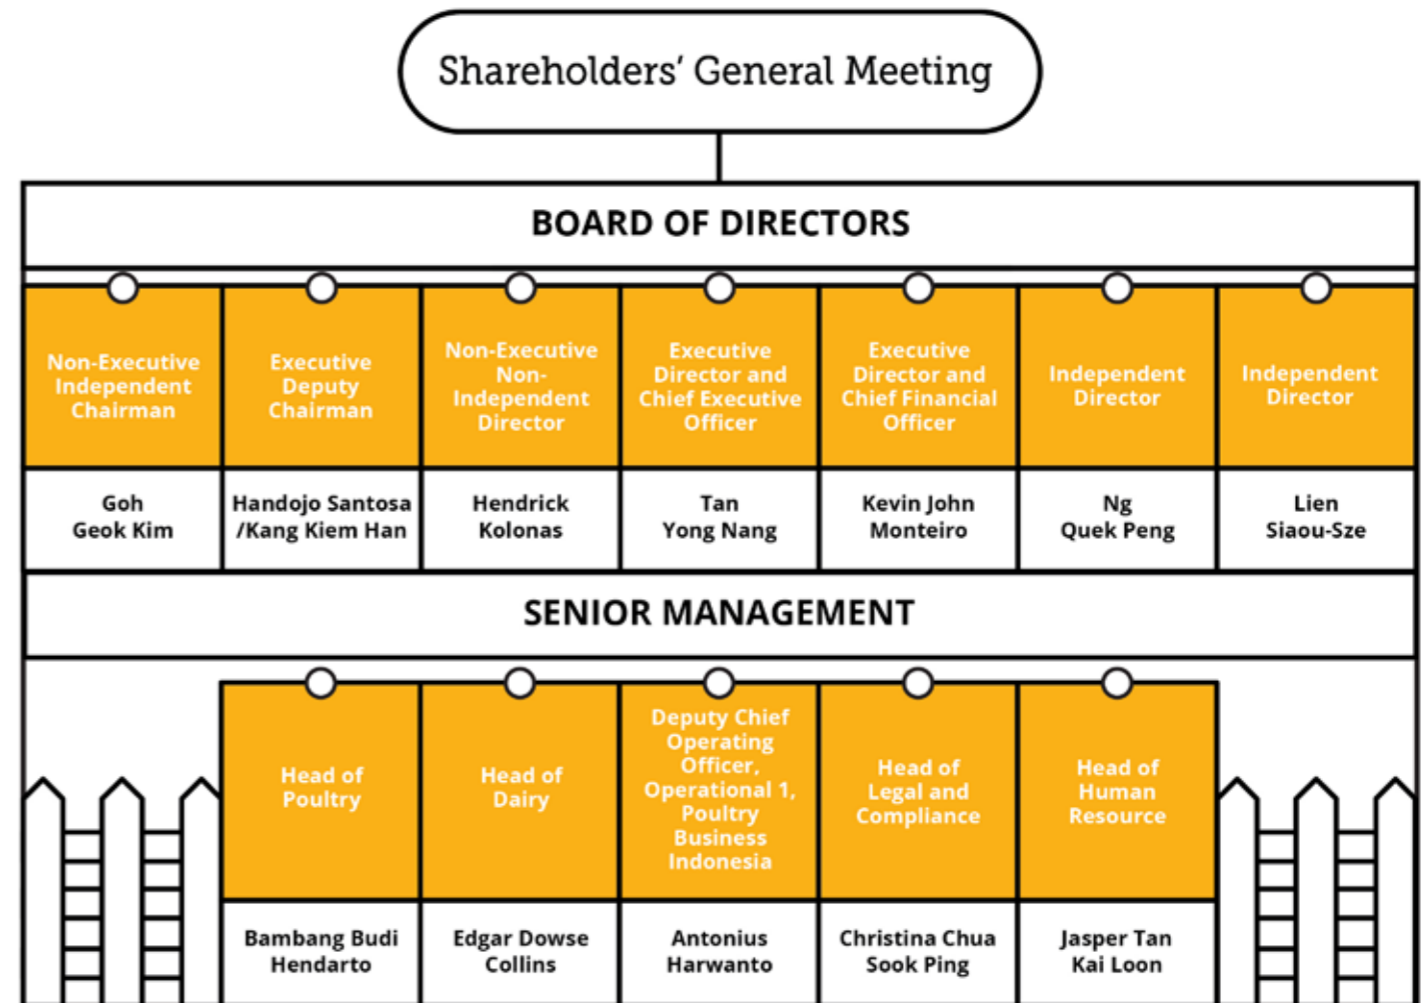 Shareholders' General Meeting
BOARD OF DIRECTORS
Non-Executive
Independent
Chairman
Executive
Deputy
Chairman
Non-Executive
Non-
Independent
Director
Executive
Director and
Chief Executive
Officer
Executive
Director and
Chief Financial
Officer
Independent
Director
Independent
Director
Goh
Geok Kim
Handojo Santosa
/Kang Kiem Han
Hendrick
Kolonas
Tan
Yong Nang
Kevin John
Monteiro
Ng
Quek Peng
Lien
Siaou-Sze
SENIOR MANAGEMENT
Head of
Poultry
Head of
Dairy
Deputy Chief
Operating
Officer,
Operational 1,
Poultry
Business
Indonesia
Head of
Legal and
Compliance
Head of
Human
Resource
Bambang Budi
Hendarto
Edgar Dowse
Collins
Antonius
Harwanto
Christina Chua
Sook Ping
Jasper Tan
Kai Loon